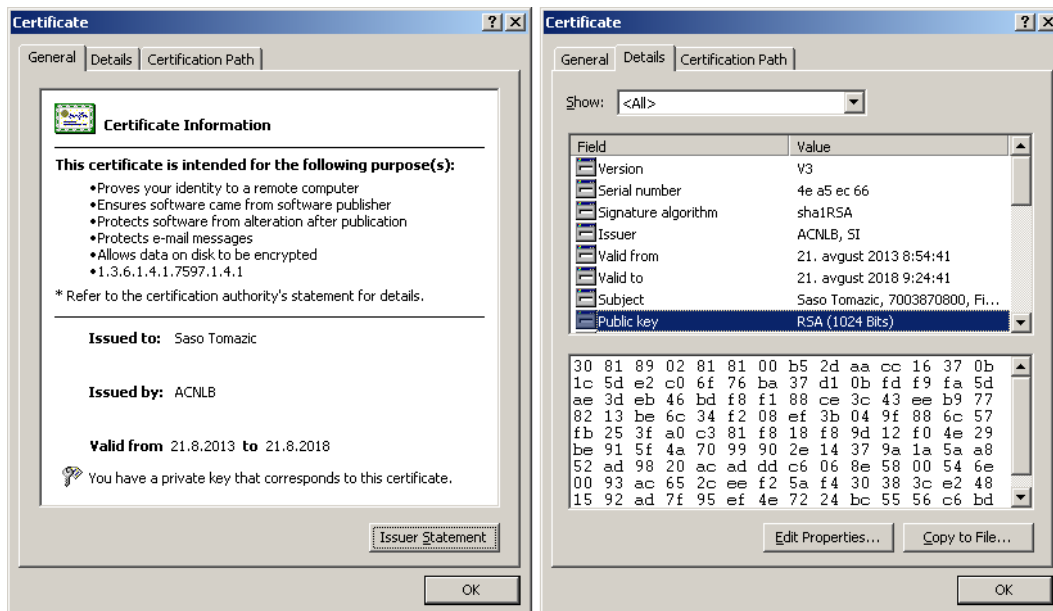 Certificate
General Details Certification Path
Certificate Information
This certificate is intended for the following purpose(s):
•Proves your identity to a remote computer
•Ensures software came from software publisher
•Protects software from alteration after publication
•Protects e-mail messages
•Allows data on disk to be encrypted
•1.3.6.1.4.1.7597.1.4.1
* Refer to the certification authority's statement for details.
Issued to: Saso Tomazic
Issued by: ACNLB
Valid from 21.8.2013 to 21.8.2018
You have a private key that corresponds to this certificate.
Issuer Statement
OK
Certificate
General Details Certification Path
Show: <All>
Field Value
Version V3
Serial number 4e a5 ec 66
Signature algorithm sha1RSA
Issuer ACNLB, SI
Valid from 21. avgust 2013 8:54:41
Valid to 21. avgust 2018 9:24:41
Subject Saso Tomazic, 7003870800, Fi...
Public key RSA (1024 Bits)
30 81 89 02 81 81 00 b5 2d aa cc 16 37 0b
1c 5d e2 c0 6f 76 ba 37 d1 0b fd f9 fa 5d
ae 3d eb 46 bd f8 f1 88 ce 3c 43 ee b9 77
82 13 be 6c 34 f2 08 ef 3b 04 9f 88 6c 57
fb 25 3f a0 c3 81 f8 18 f8 9d 12 f0 4e 29
be 91 5f 4a 70 99 90 2e 14 37 9a 1a 5a a8
52 ad 98 20 ac ad dd c6 06 8e 58 00 54 6e
00 93 ac 65 2c ee f2 5a f4 30 38 3c e2 48
15 92 ad 7f 95 ef 4e 72 24 bc 55 56 c6 bd
Edit Properties... Copy to File...
OK